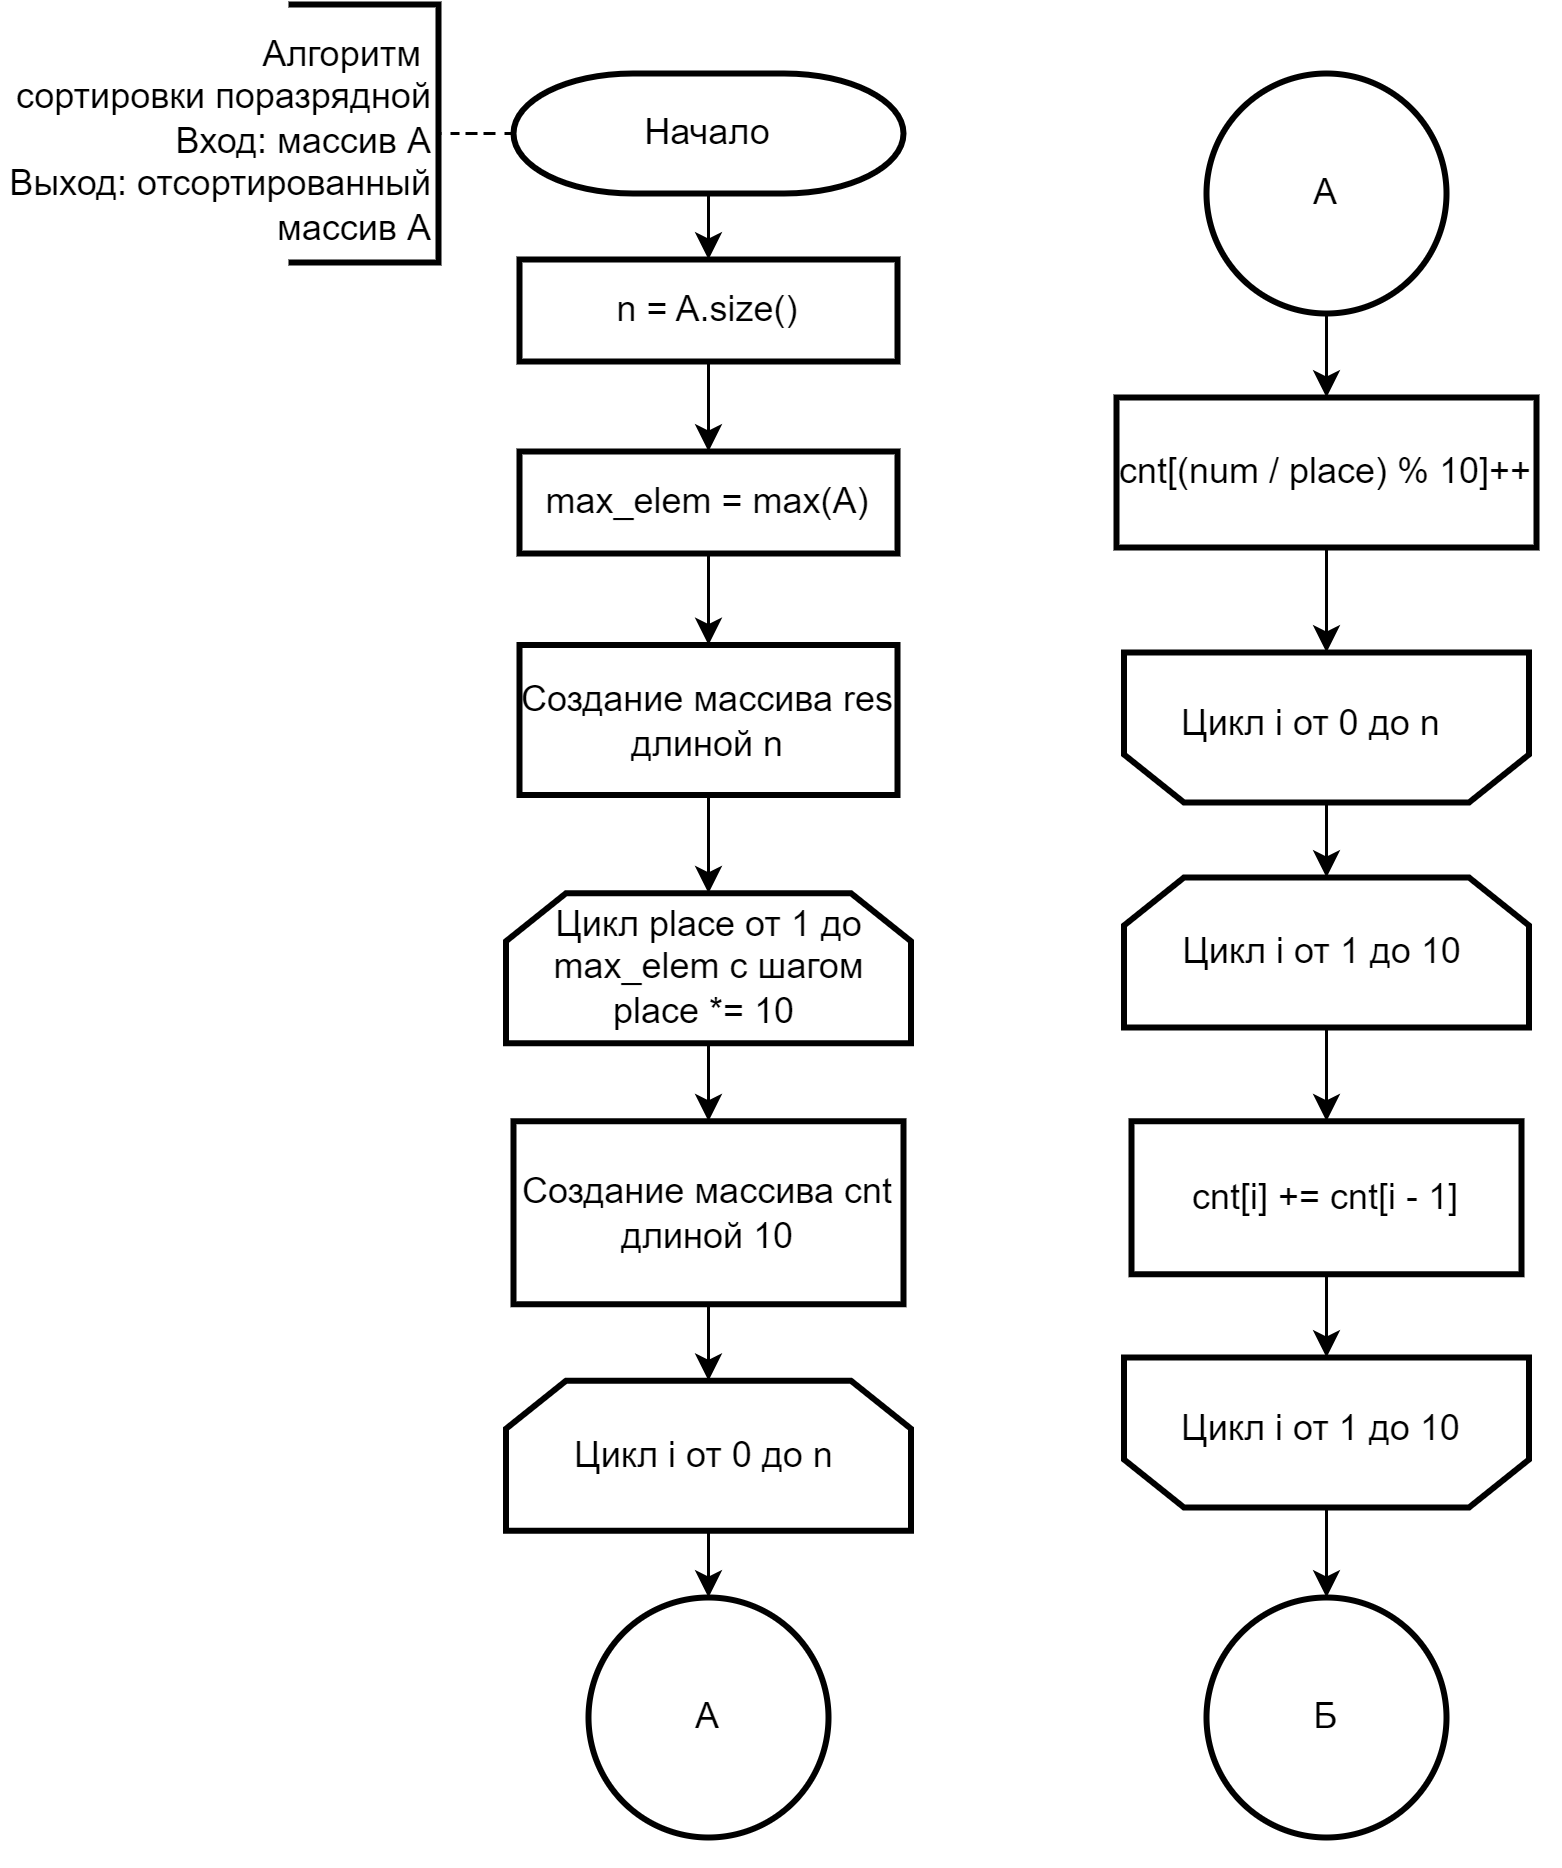 Алгоритм
сортировки поразрядной
Вход: массив А
Выход: отсортированный
массив А
Начало
n = A.size()
max_elem = max(A)
Создание массива res
длиной n
Цикл place от 1 до
max_elem с шагом
place *= 10
Создание массива cnt
длиной 10
Цикл i от 0 до n
А
А
cnt[(num / place) % 10]++
Цикл i от 0 до n
Цикл i от 1 до 10
cnt[i] += cnt[i - 1]
Цикл i от 1 до 10
Б